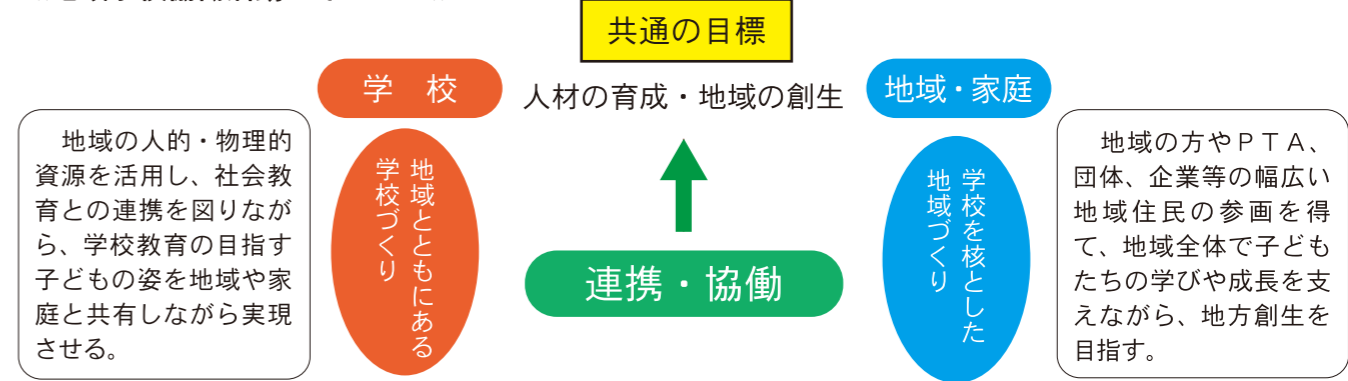 共通の目標
人材の育成・地域の創生
学 校
地域とともにある
学校づくり
地域の人的・物理的
資源を活用し、社会教
育との連携を図りなが
ら、学校教育の目指す
子どもの姿を地域や家
庭と共有しながら実現
させる。
連携・協働
地域・家庭
学校を核とした
地域づくり
地域の方やＰＴＡ、
団体、企業等の幅広い
地域住民の参画を得
て、地域全体で子ども
たちの学びや成長を支
えながら、地方創生を
目指す。